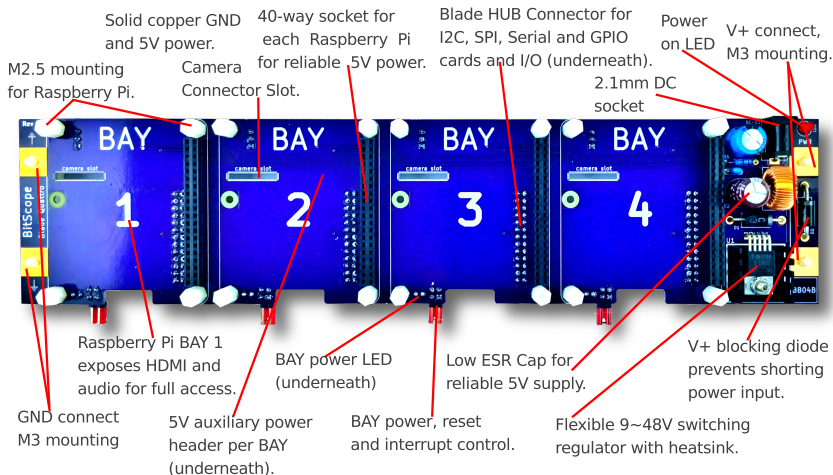 Solid copper GND
and 5V power.
40-way socket for
each Raspberry Pi
for reliable 5V power.
Blade HUB Connector for
I2C, SPI, Serial and GPIO
cards and I/O (underneath).
Power
on LED
V+ connect,
M3 mounting.
M2.5 mounting
for Raspberry Pi.
Camera
Connector Slot.
2.1mm DC
socket
Rev
BAY
BAY
BAY
BAY
PWR
camera slot
camera slot
camera slot
camera slot
1
2
3
4
BitScope
Blade Quattro
U1
BB04B
Raspberry Pi BAY 1
exposes HDMI and
audio for full access.
BAY power LED
(underneath)
Low ESR Cap for
reliable 5V supply.
V+ blocking diode
prevents shorting
power input.
GND connect
M3 mounting
5V auxiliary power
header per BAY
(underneath).
BAY power, reset
and interrupt control.
Flexible 9~48V switching
regulator with heatsink.